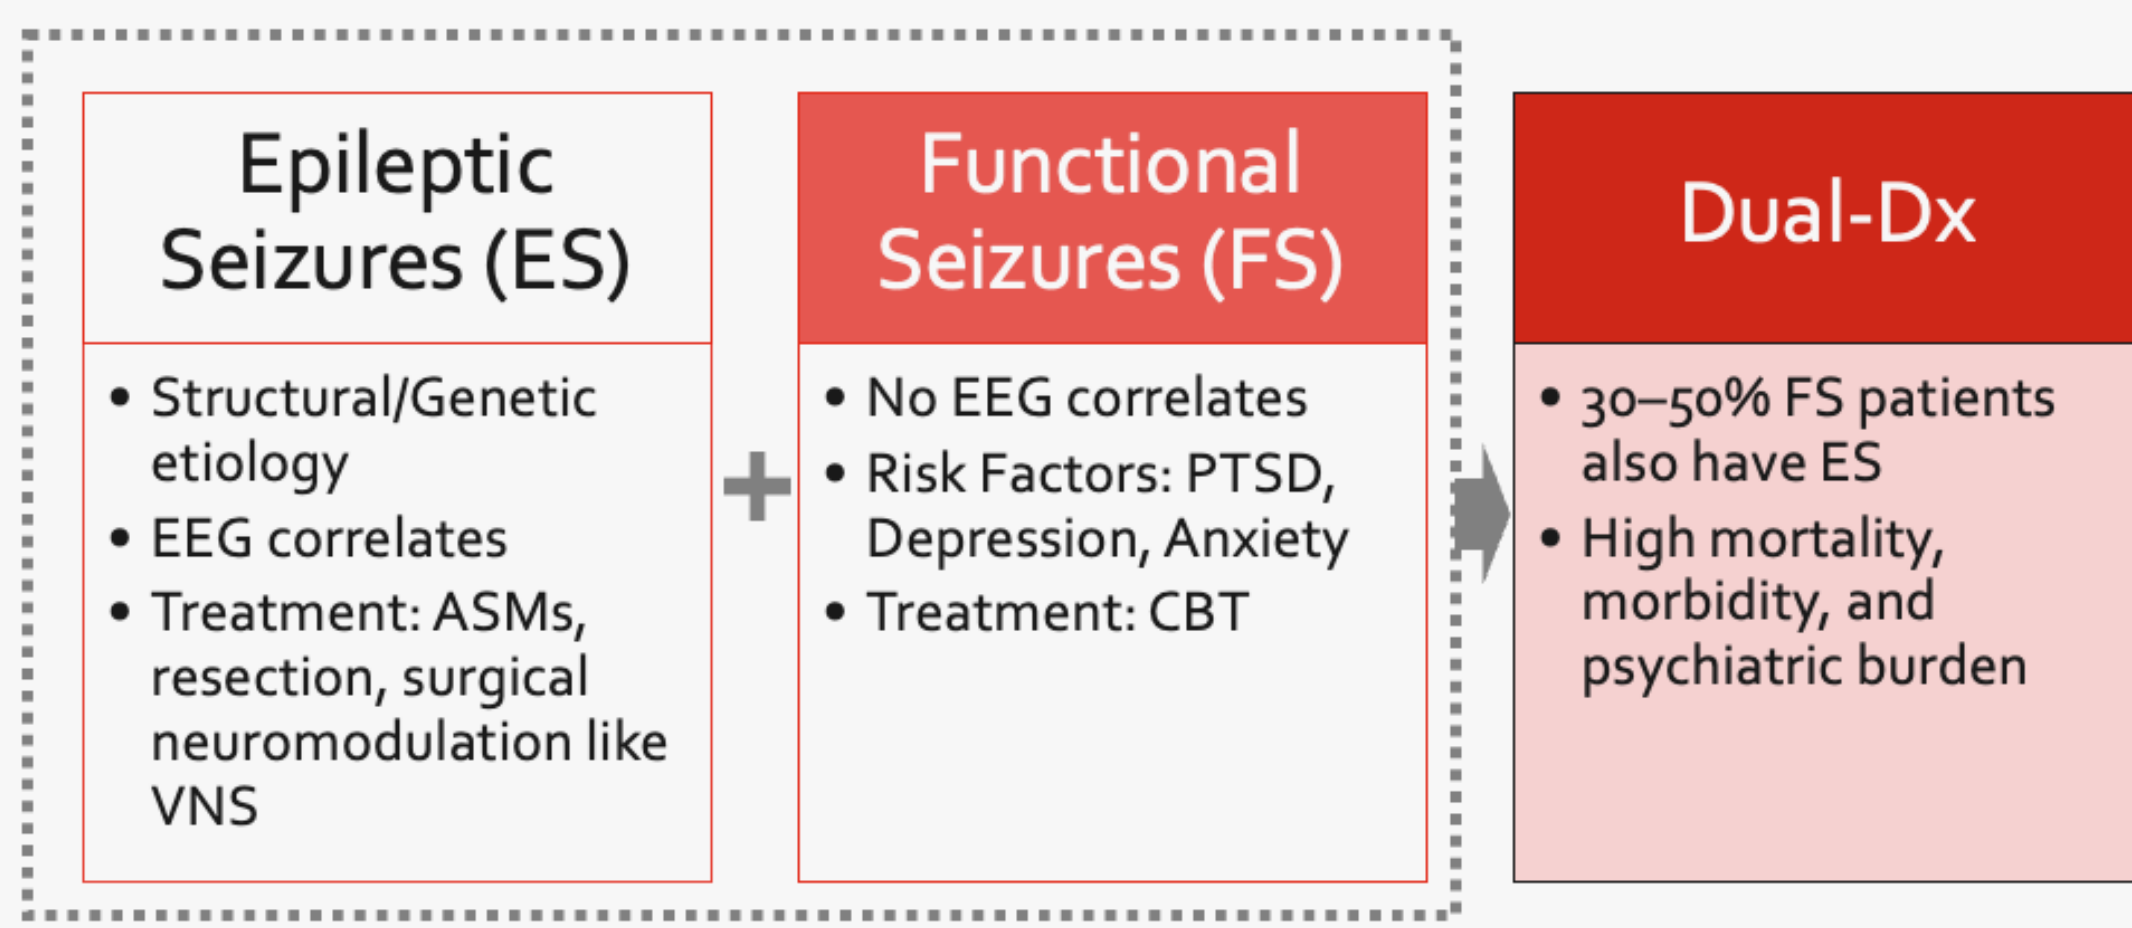 Epileptic
Seizures (ES)
• Structural/Genetic
etiology
• EEG correlates
• Treatment: ASMs,
resection, surgical
neuromodulation like
VNS
+
Functional
Seizures (FS)
• No EEG correlates
• Risk Factors: PTSD,
Depression, Anxiety
• Treatment: CBT
Dual-Dx
• 30–50% FS patients
also have ES
• High mortality,
morbidity, and
psychiatric burden